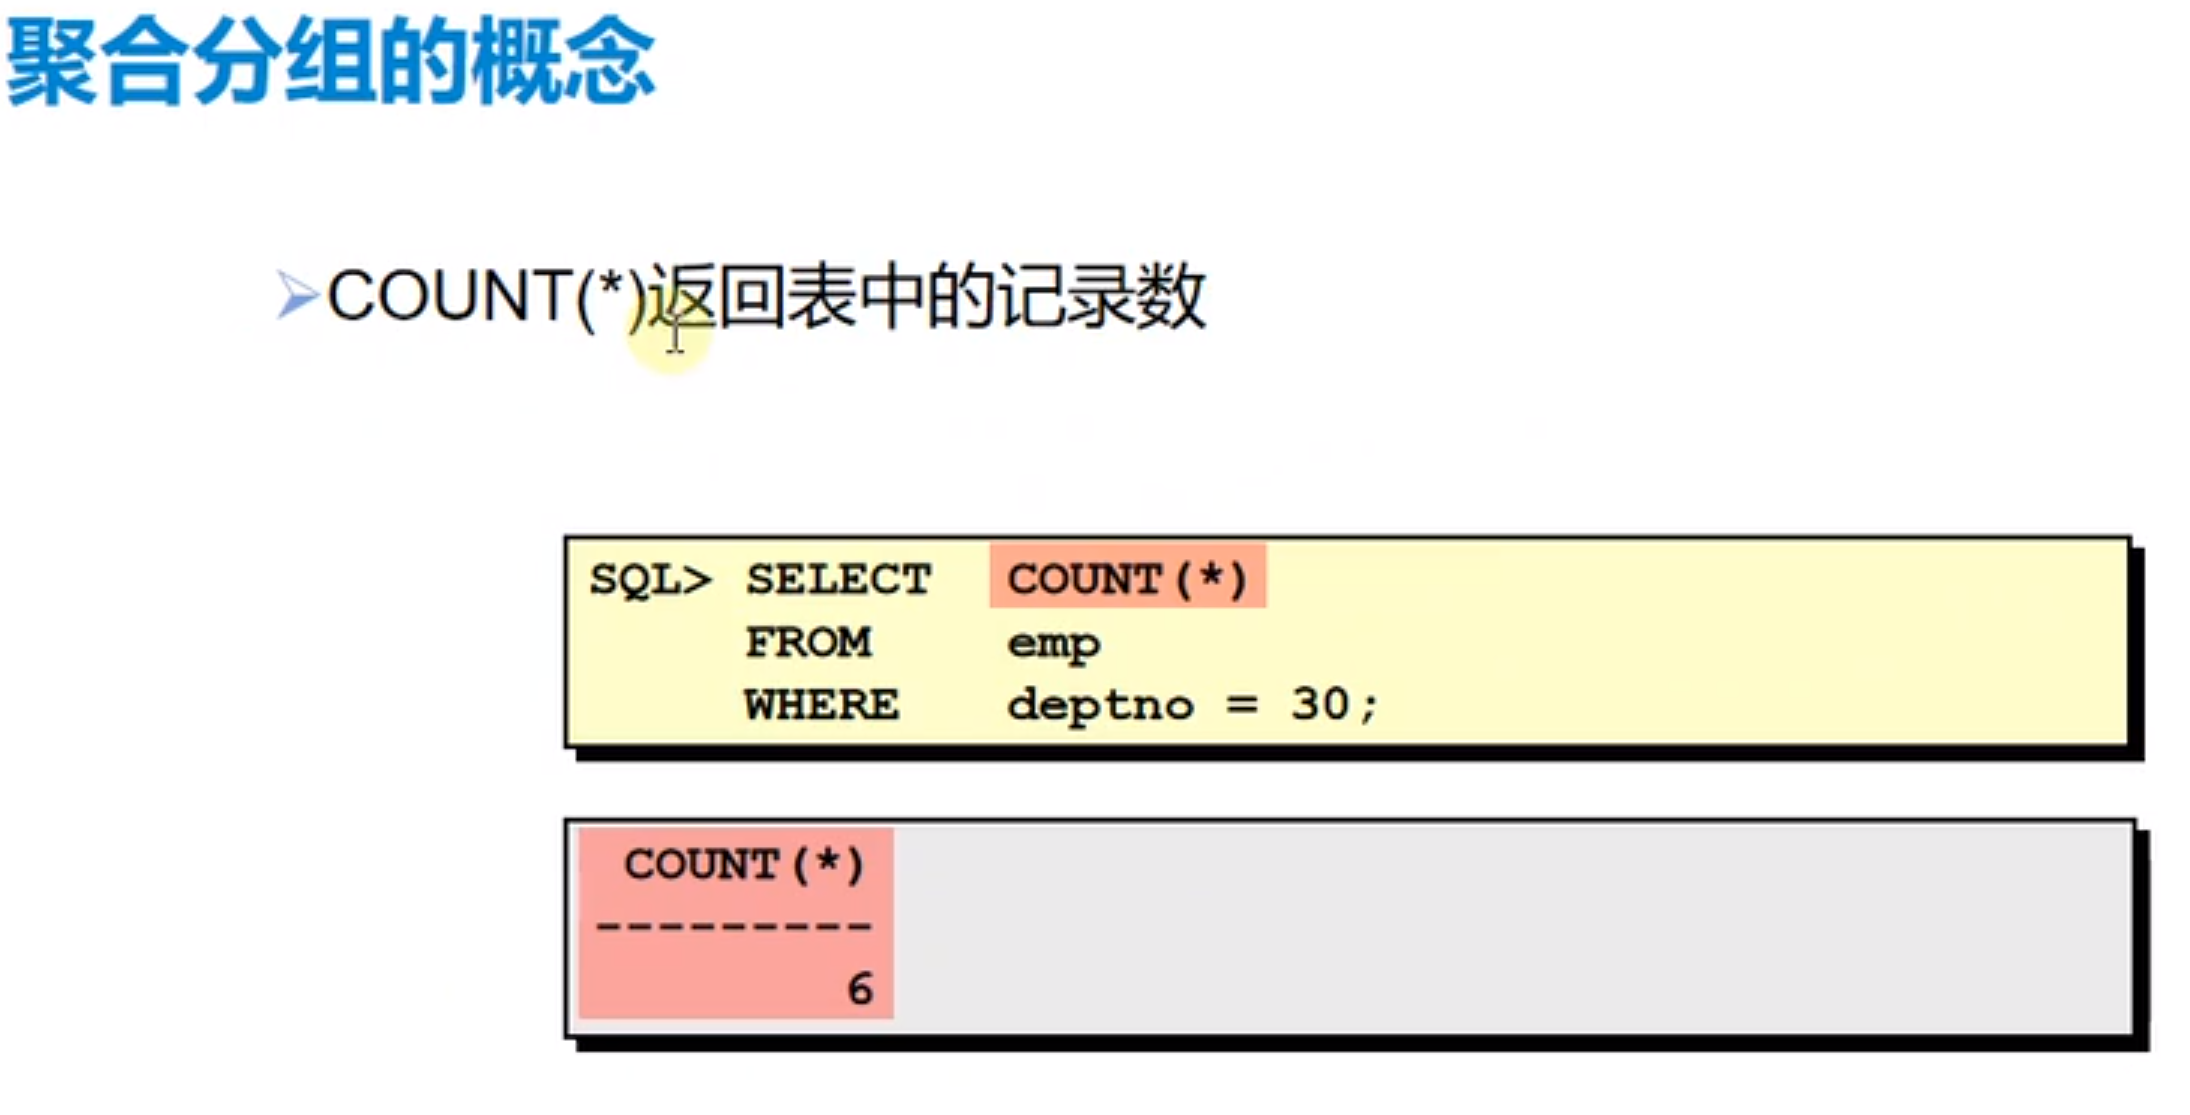 聚合分组的概念
COUNT(*)返回表中的记录数
SQL> SELECT COUNT(*)
FROM emp
WHERE deptno = 30;
COUNT(*)
---------
6